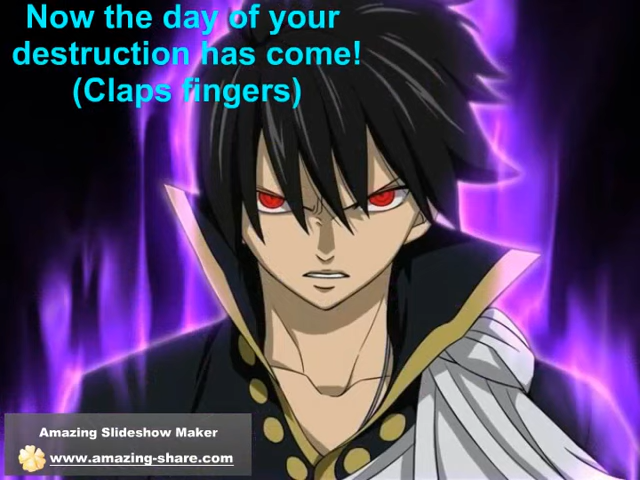 Now the day of your
destruction has come!
(Claps fingers)
Amazing Slideshow Maker
www.amazing-share.com